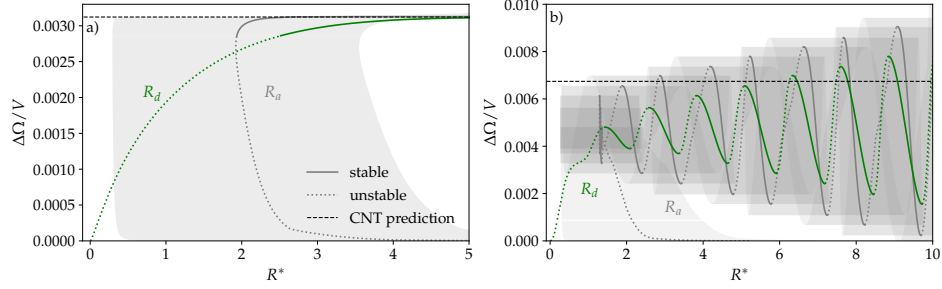 a)
0.0030
0.0025
0.0020
0.0015
0.0010
0.0005
0.0000
ΔΩ/V
R_d
R_a
stable
unstable
CNT prediction
0 1 2 3 4 5
R*
b)
0.010
0.008
0.006
0.004
0.002
0.000
ΔΩ/V
R_d
R_a
0 2 4 6 8 10
R*